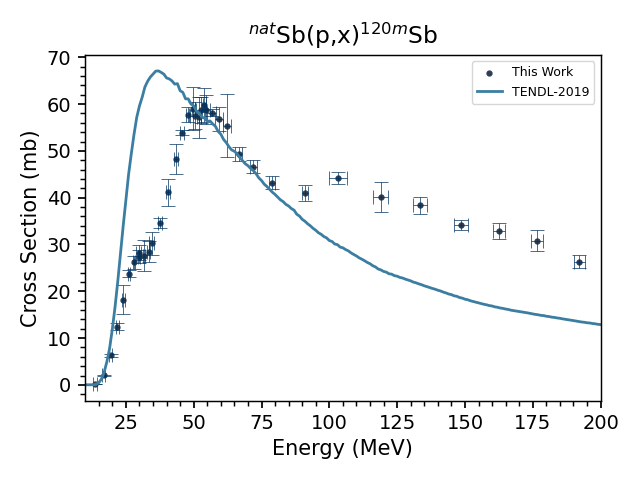 natSb(p,x)120mSb
This Work
TENDL-2019
Cross Section (mb)
70
60
50
40
30
20
10
0
25 50 75 100 125 150 175 200
Energy (MeV)